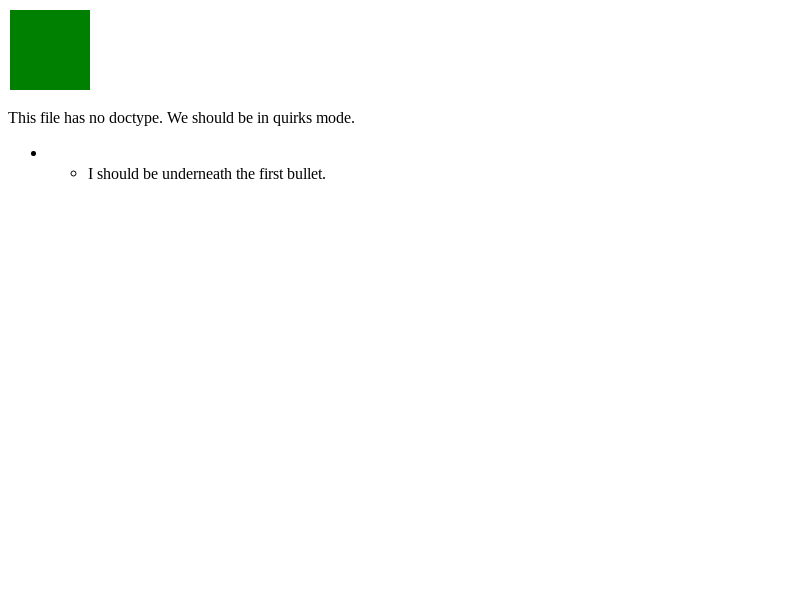 This file has no doctype. We should be in quirks mode.
I should be underneath the first bullet.